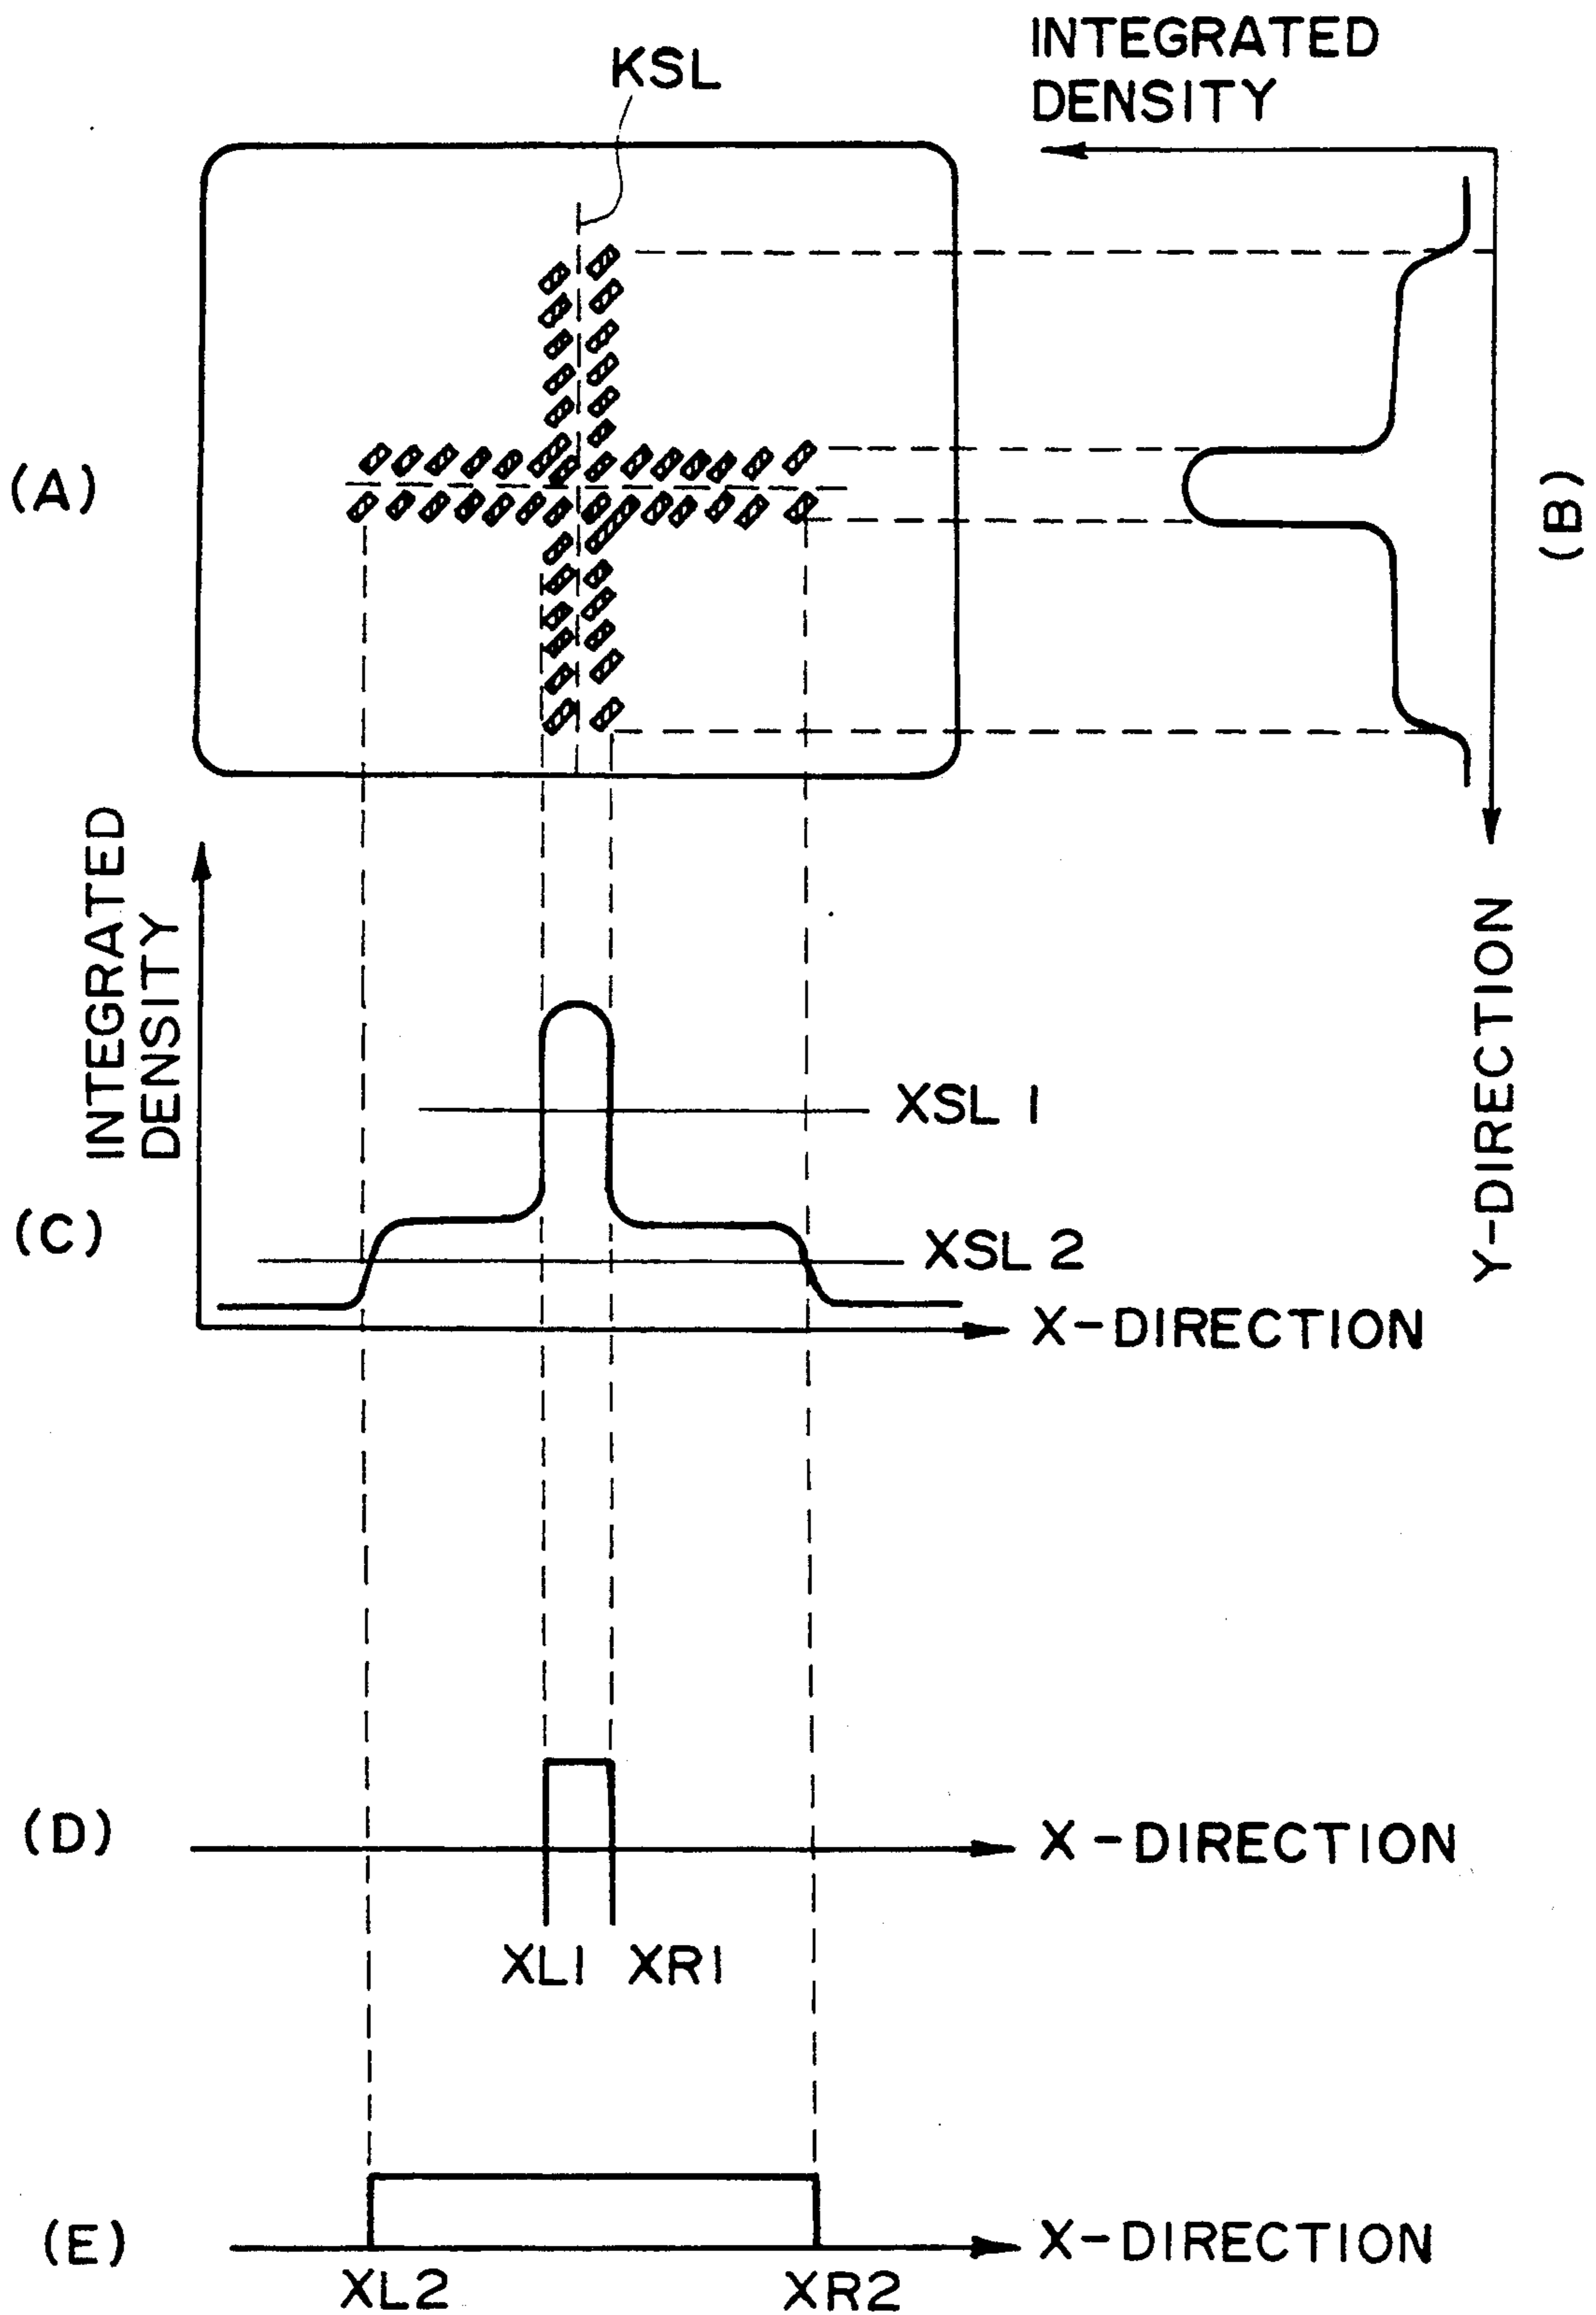 INTEGRATED
DENSITY
KSL
(A)
(B)
Y-DIRECTION
INTEGRATED
DENSITY
XSL 1
(C)
XSL 2
X-DIRECTION
(D)
X-DIRECTION
XL1 XR1
(E)
X-DIRECTION
XL2
XR2